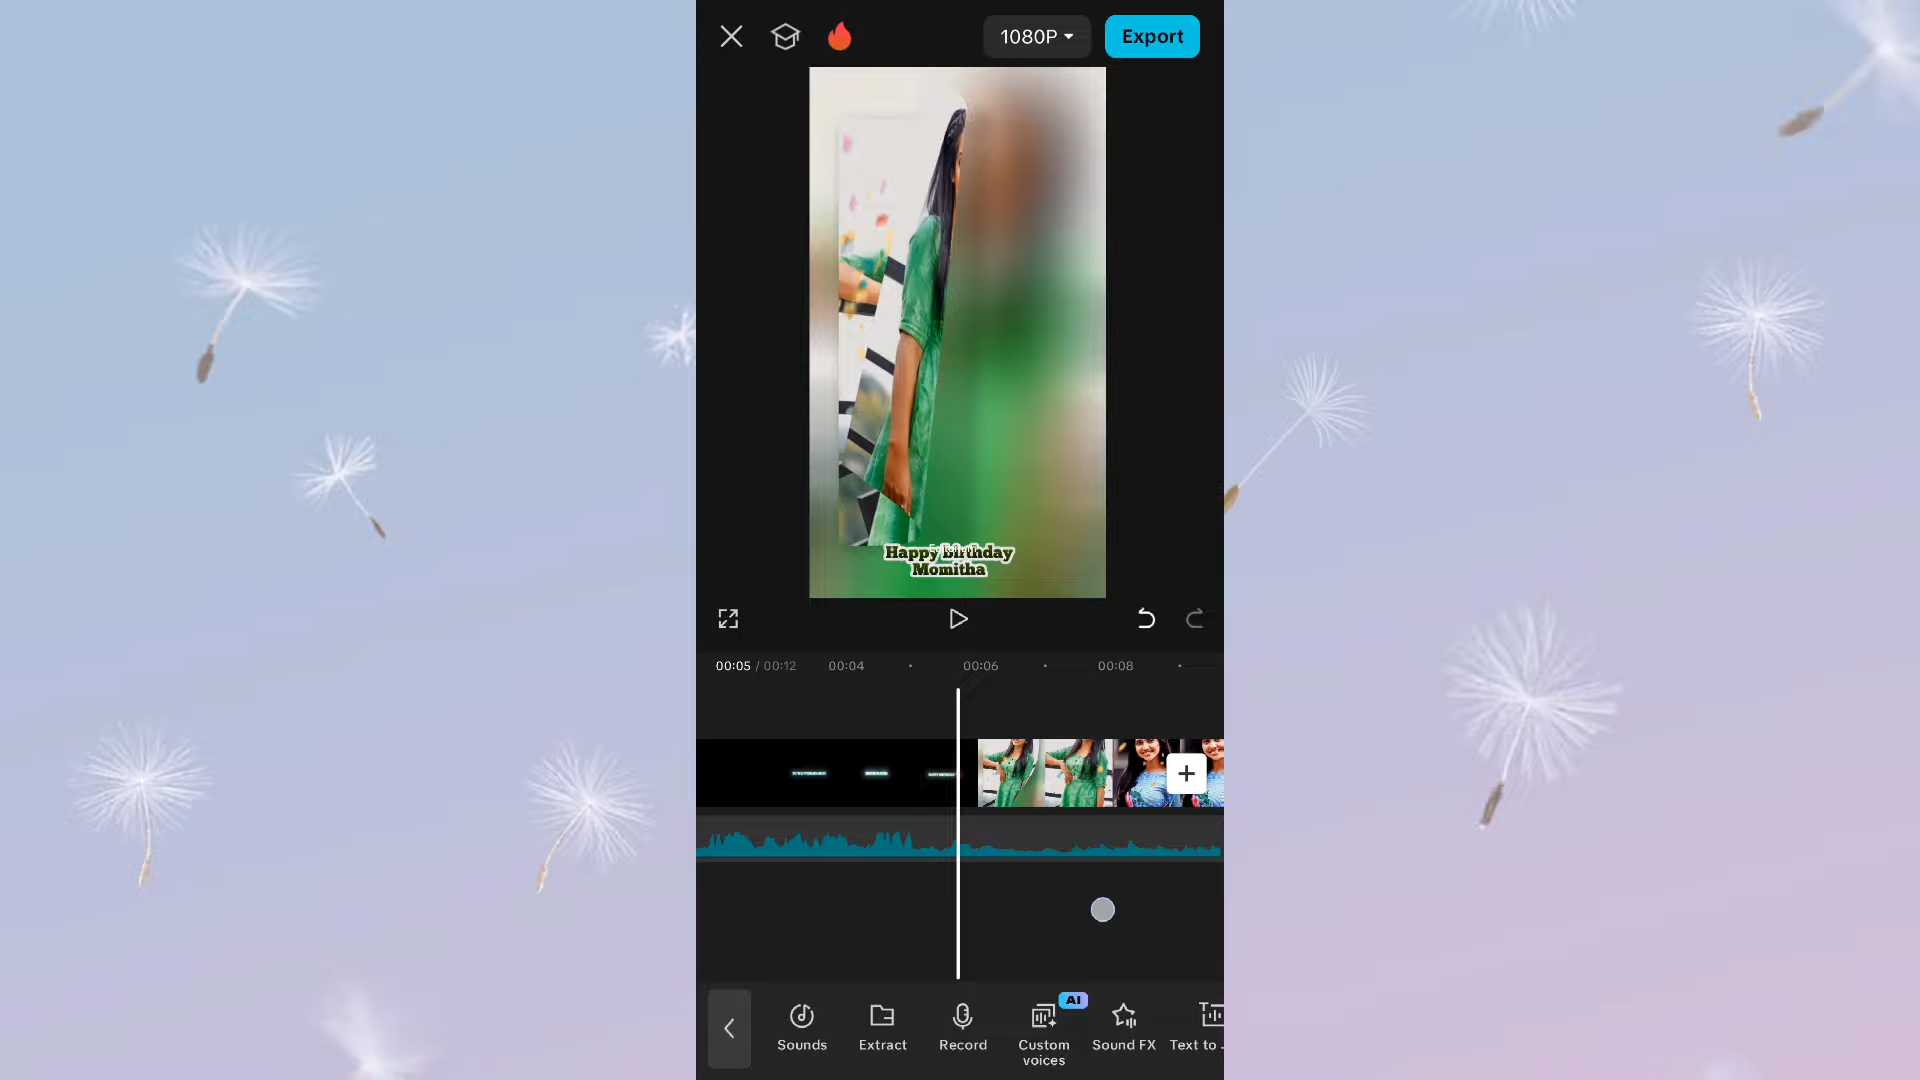 1080P
Export
Happy birthday
Momitha
00:05 / 00:12
00:04
00:06
00:08
AI
Sounds
Extract
Record
Custom
voices
Sound FX
Text to